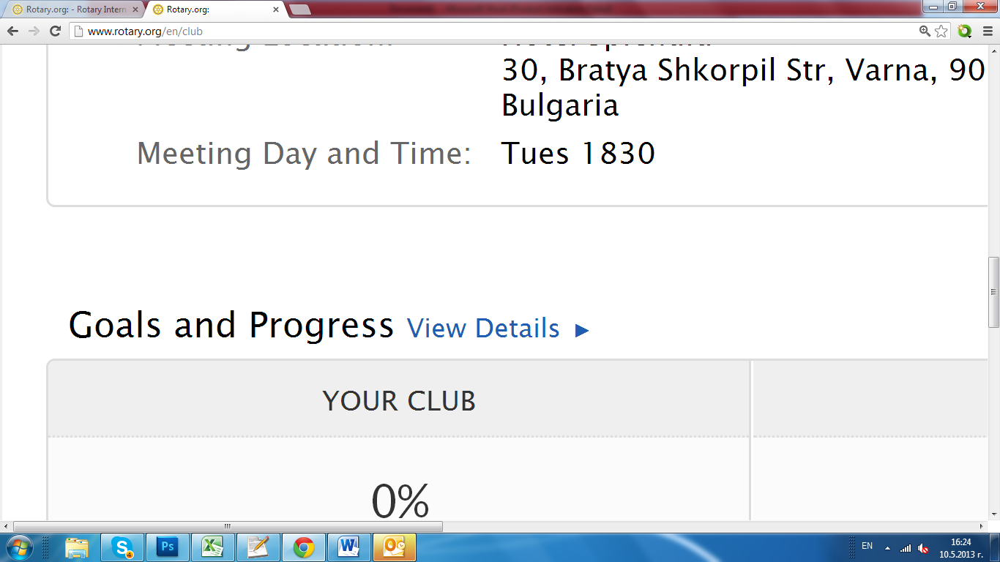 Rotary.org: - Rotary Intern
Rotary.org:
www.rotary.org/en/club
30, Bratya Shkorpil Str, Varna, 90
Bulgaria
Meeting Day and Time: Tues 1830
Goals and Progress View Details ►
YOUR CLUB
0%
4
Ps
EN
16:24
10.5.2013 г.